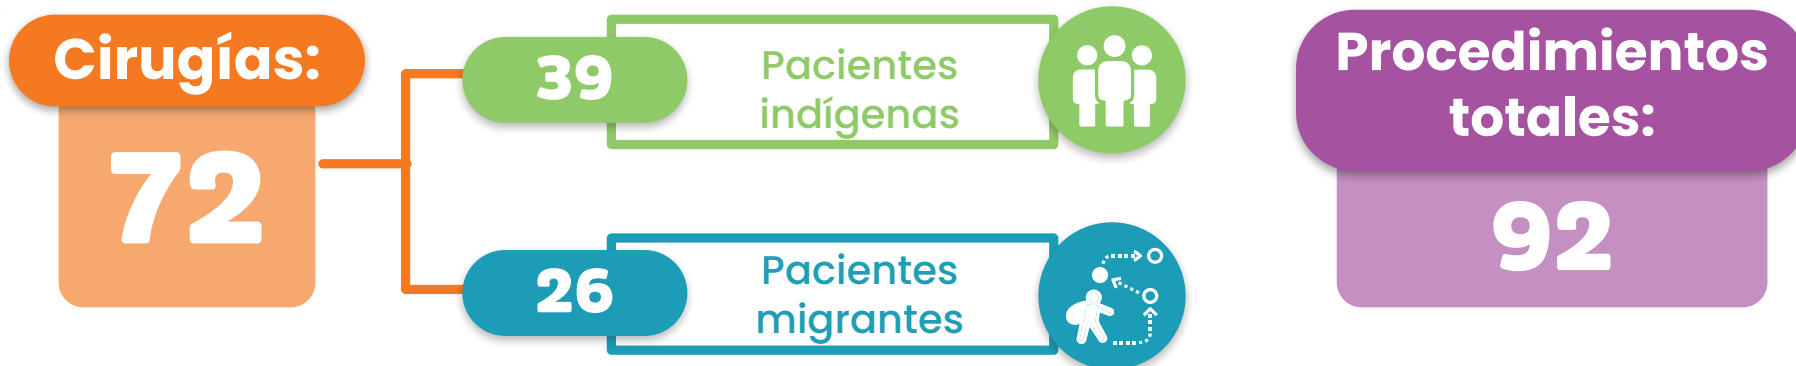 Cirugías:
72
39
Pacientes
indígenas
26
Pacientes
migrantes
Procedimientos
totales:
92